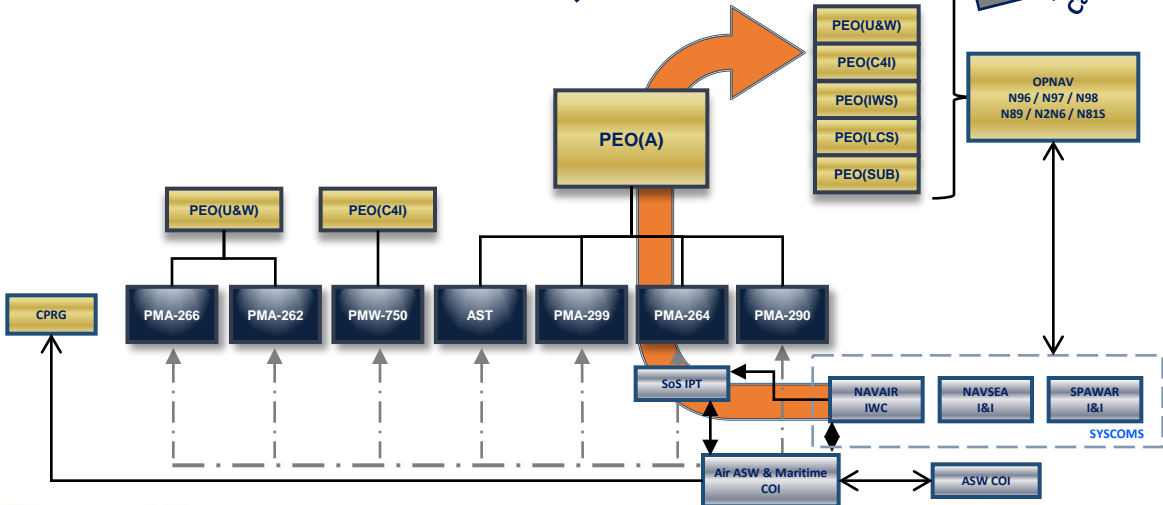 Ca
PEO(U&W)
PEO(C4I)
PEO(IWS)
PEO(LCS)
PEO(SUB)
OPNAV
N96 / N97 / N98
N89 / N2N6 / N81S
PEO(A)
PEO(U&W)
PEO(C4I)
CPRG
PMA-266
PMA-262
PMW-750
AST
PMA-299
PMA-264
PMA-290
SoS IPT
NAVAIR
IWC
NAVSEA
I&I
SPAWAR
I&I
SYSCOMS
Air ASW & Maritime
COI
ASW COI